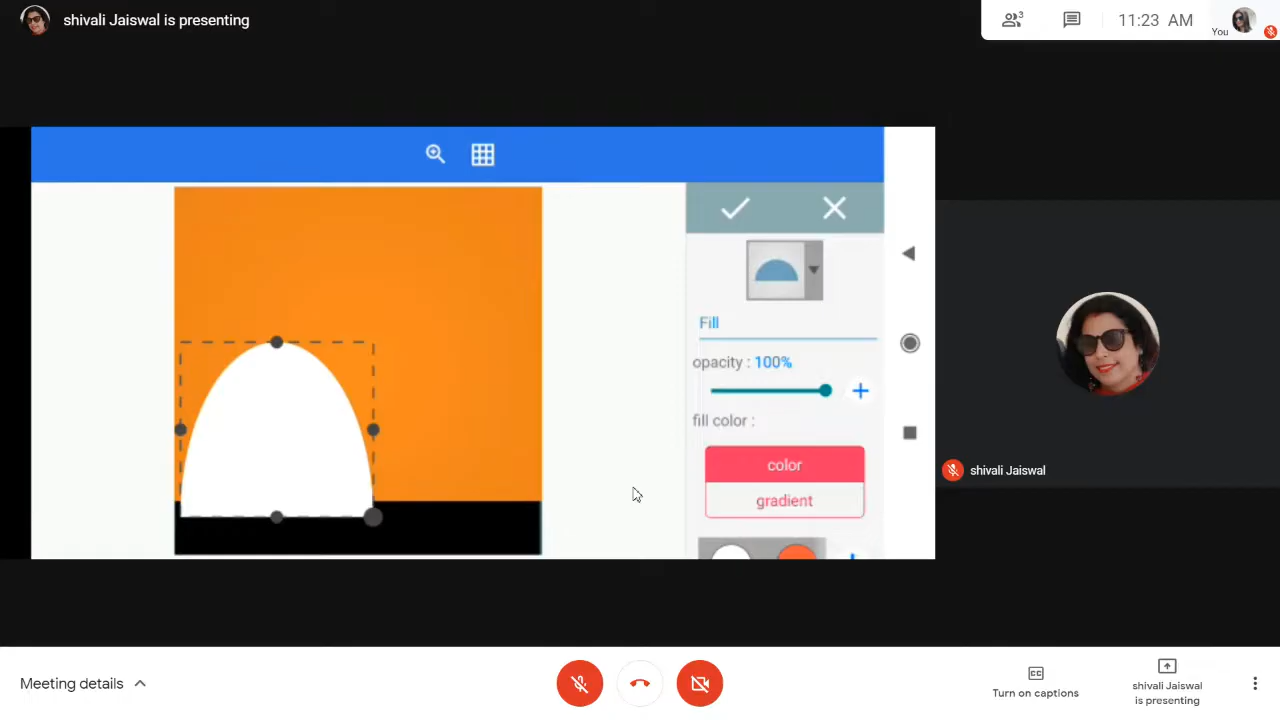 shivali Jaiswal is presenting
3
11:23 AM
You
Fill
opacity : 100%
fill color :
color
gradient
shivali Jaiswal
Meeting details
Turn on captions
shivali Jaiswal
is presenting